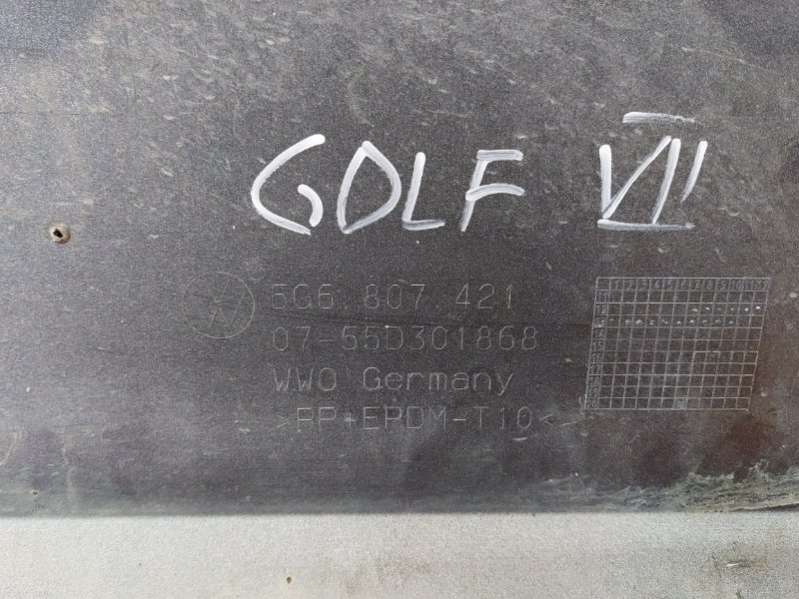 GOLF VII
5G6.807.421
07-55D301868
WWO Germany
>PP+EPDM-T10<